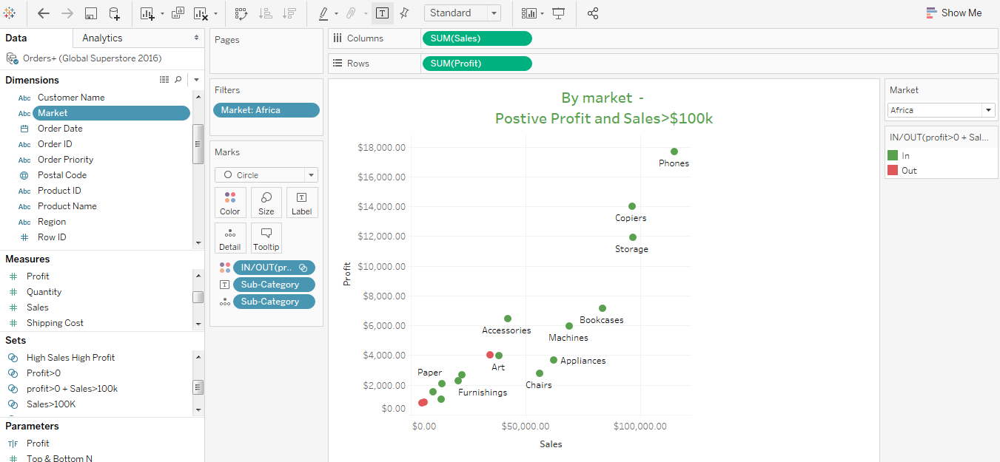 Standard
Show Me
Data
Analytics
Orders+ (Global Superstore 2016)
Dimensions
Abc Customer Name
Abc Market
Order Date
Abc Order ID
Abc Order Priority
Postal Code
Abc Product ID
Abc Product Name
Abc Region
# Row ID
Measures
# Profit
# Quantity
# Sales
# Shipping Cost
Sets
High Sales High Profit
Profit>0
profit>0 + Sales>100k
Sales>100K
Parameters
T|F Profit
# Top & Bottom N
Pages
Filters
Market: Africa
Marks
Circle
Color
Size
T
Label
Detail
Tooltip
IN/OUT(pr..
T Sub-Category
Sub-Category
Columns
SUM(Sales)
Rows
SUM(Profit)
By market -
Postive Profit and Sales>$100k
Profit
$18,000.00
$16,000.00
$14,000.00
$12,000.00
$10,000.00
$8,000.00
$6,000.00
$4,000.00
$2,000.00
$0.00
Phones
Copiers
Storage
Bookcases
Accessories
Machines
Appliances
Art
Paper
Chairs
Furnishings
$0.00
$50,000.00
$100,000.00
Sales
Market
Africa
IN/OUT(profit>0 + Sal...
In
Out